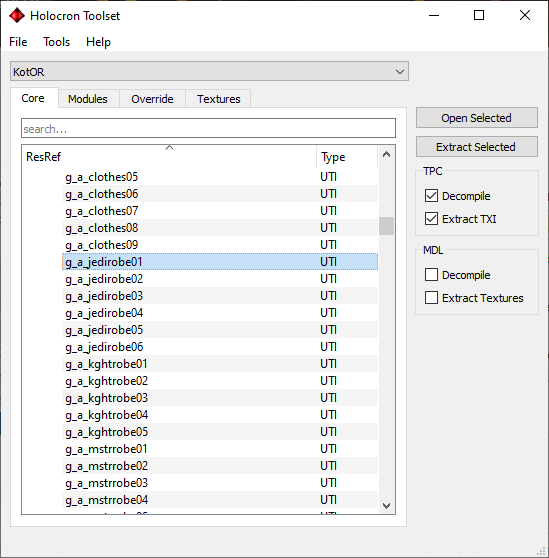 Holocron Toolset
File Tools Help
KotOR
Core Modules Override Textures
search...
ResRef Type
g_a_clothes05 UTI
g_a_clothes06 UTI
g_a_clothes07 UTI
g_a_clothes08 UTI
g_a_clothes09 UTI
g_a_jedirobe01 UTI
g_a_jedirobe02 UTI
g_a_jedirobe03 UTI
g_a_jedirobe04 UTI
g_a_jedirobe05 UTI
g_a_jedirobe06 UTI
g_a_kghtrobe01 UTI
g_a_kghtrobe02 UTI
g_a_kghtrobe03 UTI
g_a_kghtrobe04 UTI
g_a_kghtrobe05 UTI
g_a_mstrrobe01 UTI
g_a_mstrrobe02 UTI
g_a_mstrrobe03 UTI
g_a_mstrrobe04 UTI
Open Selected
Extract Selected
TPC
Decompile
Extract TXI
MDL
Decompile
Extract Textures